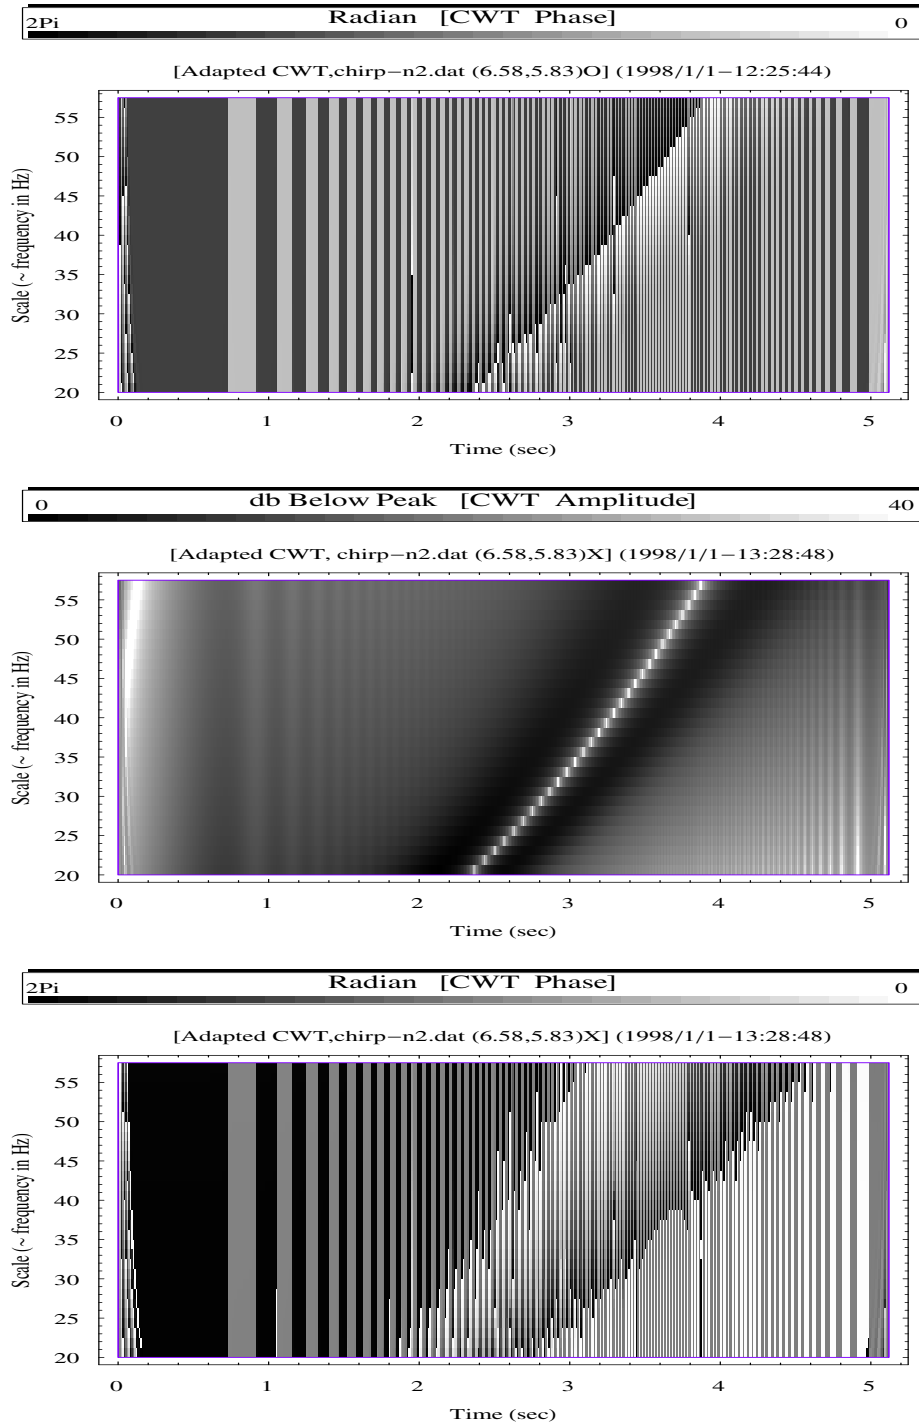 Radian [CWT Phase]
2Pi 0
[Adapted CWT,chirp−n2.dat (6.58,5.83)O] (1998/1/1−12:25:44)
Scale (~ frequency in Hz)
55
50
45
40
35
30
25
20
0 1 2 3 4 5
Time (sec)
db Below Peak [CWT Amplitude]
0 40
[Adapted CWT, chirp−n2.dat (6.58,5.83)X] (1998/1/1−13:28:48)
Scale (~ frequency in Hz)
55
50
45
40
35
30
25
20
0 1 2 3 4 5
Time (sec)
Radian [CWT Phase]
2Pi 0
[Adapted CWT,chirp−n2.dat (6.58,5.83)X] (1998/1/1−13:28:48)
Scale (~ frequency in Hz)
55
50
45
40
35
30
25
20
0 1 2 3 4 5
Time (sec)